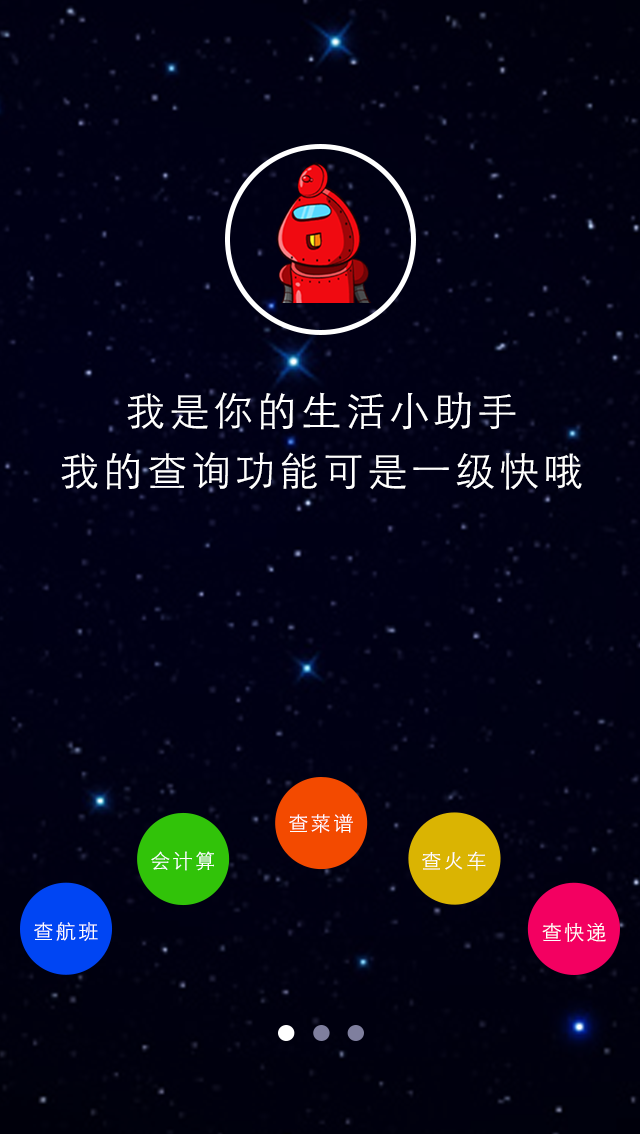 我是你的生活小助手
我的查询功能可是一级快哦
查航班
会计算
查菜谱
查火车
查快递